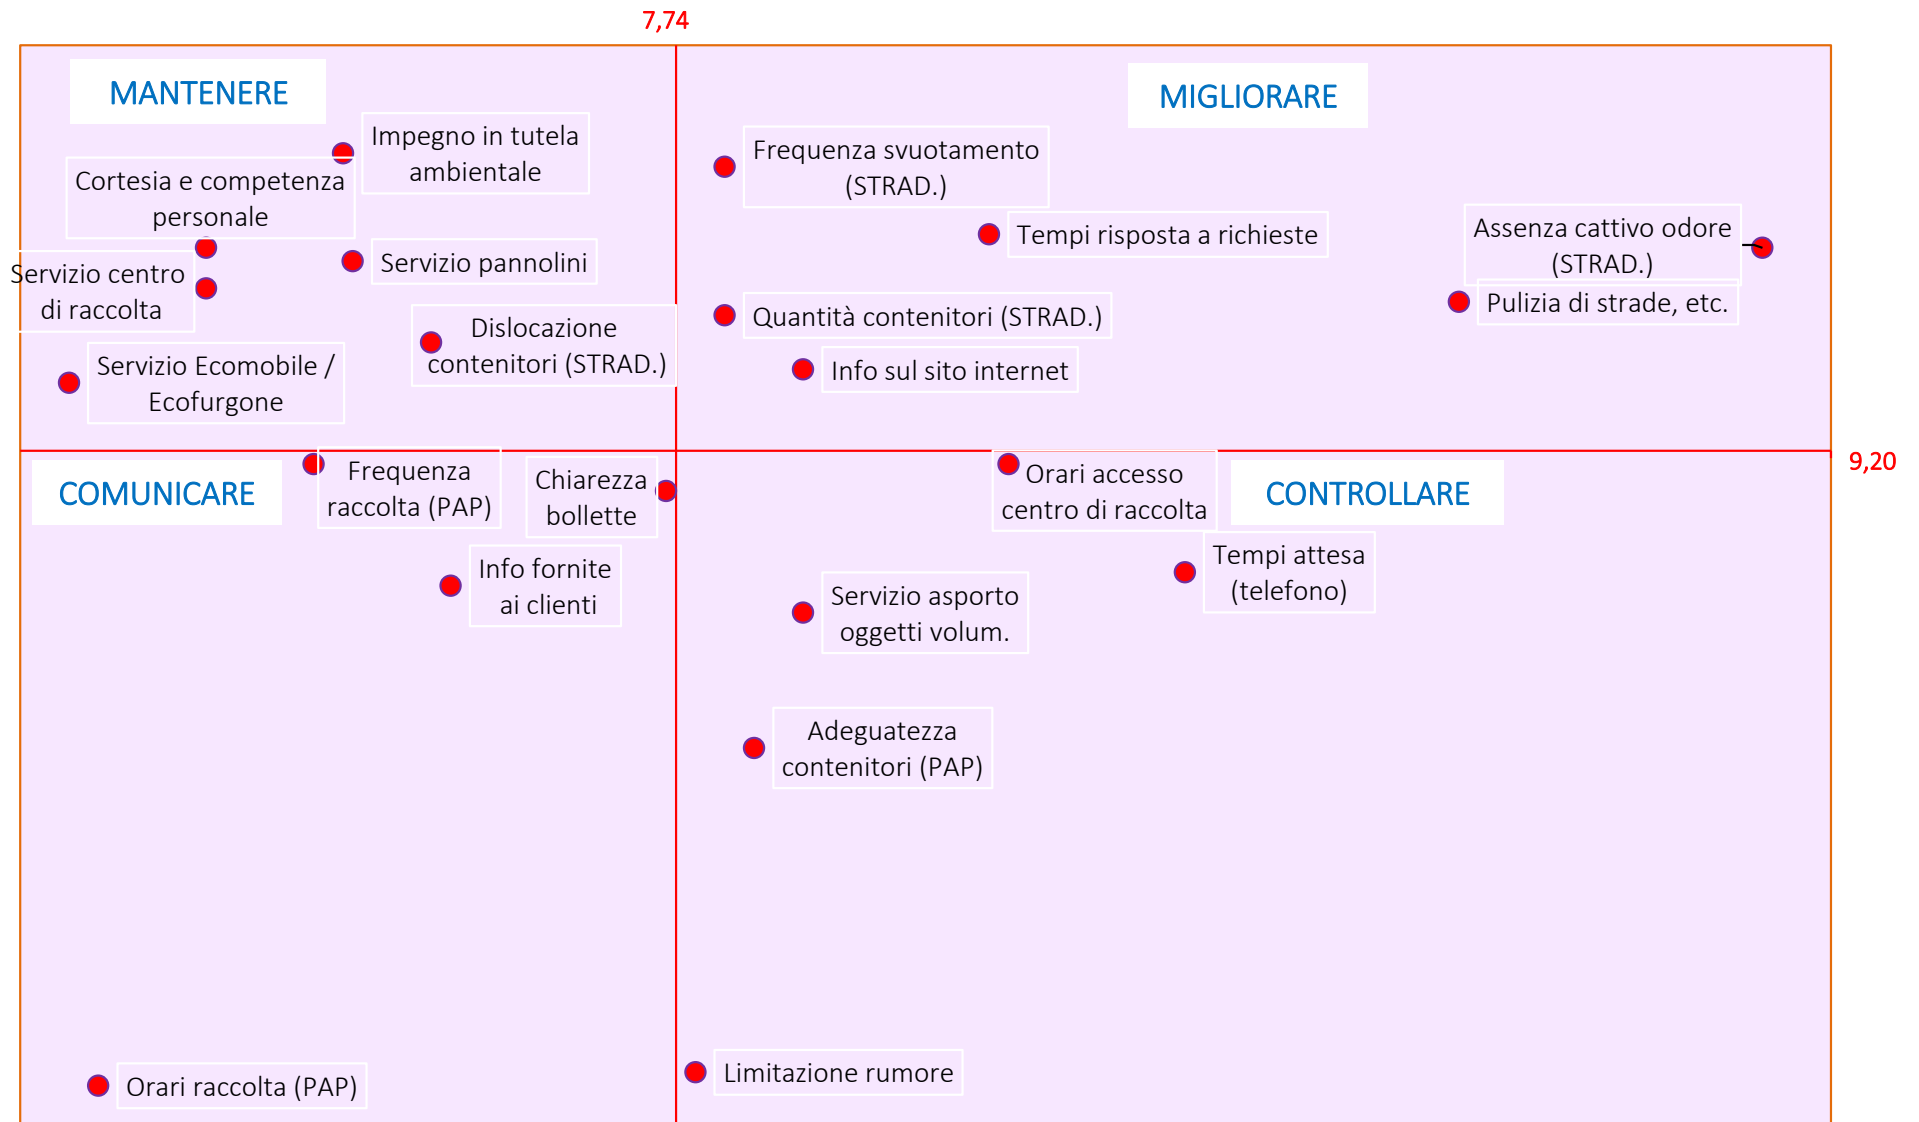 7,74
MANTENERE
MIGLIORARE
Impegno in tutela
ambientale
Cortesia e competenza
personale
Servizio centro
di raccolta
Servizio pannolini
Dislocazione
contenitori (STRAD.)
Servizio Ecomobile /
Ecofurgone
Frequenza svuotamento
(STRAD.)
Tempi risposta a richieste
Assenza cattivo odore
(STRAD.)
Pulizia di strade, etc.
Quantità contenitori (STRAD.)
Info sul sito internet
9,20
COMUNICARE
Frequenza
raccolta (PAP)
Chiarezza
bollette
Info fornite
ai clienti
Orari raccolta (PAP)
Orari accesso
centro di raccolta
CONTROLLARE
Tempi attesa
(telefono)
Servizio asporto
oggetti volum.
Adeguatezza
contenitori (PAP)
Limitazione rumore